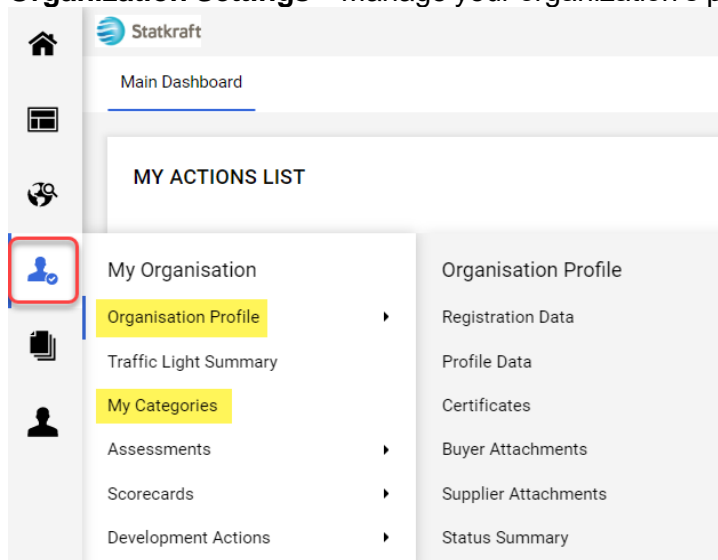 Organization Settings – Manage your organization's p
Statkraft
Main Dashboard
MY ACTIONS LIST
My Organisation
Organisation Profile
Traffic Light Summary
My Categories
Assessments
Scorecards
Development Actions
Organisation Profile
Registration Data
Profile Data
Certificates
Buyer Attachments
Supplier Attachments
Status Summary